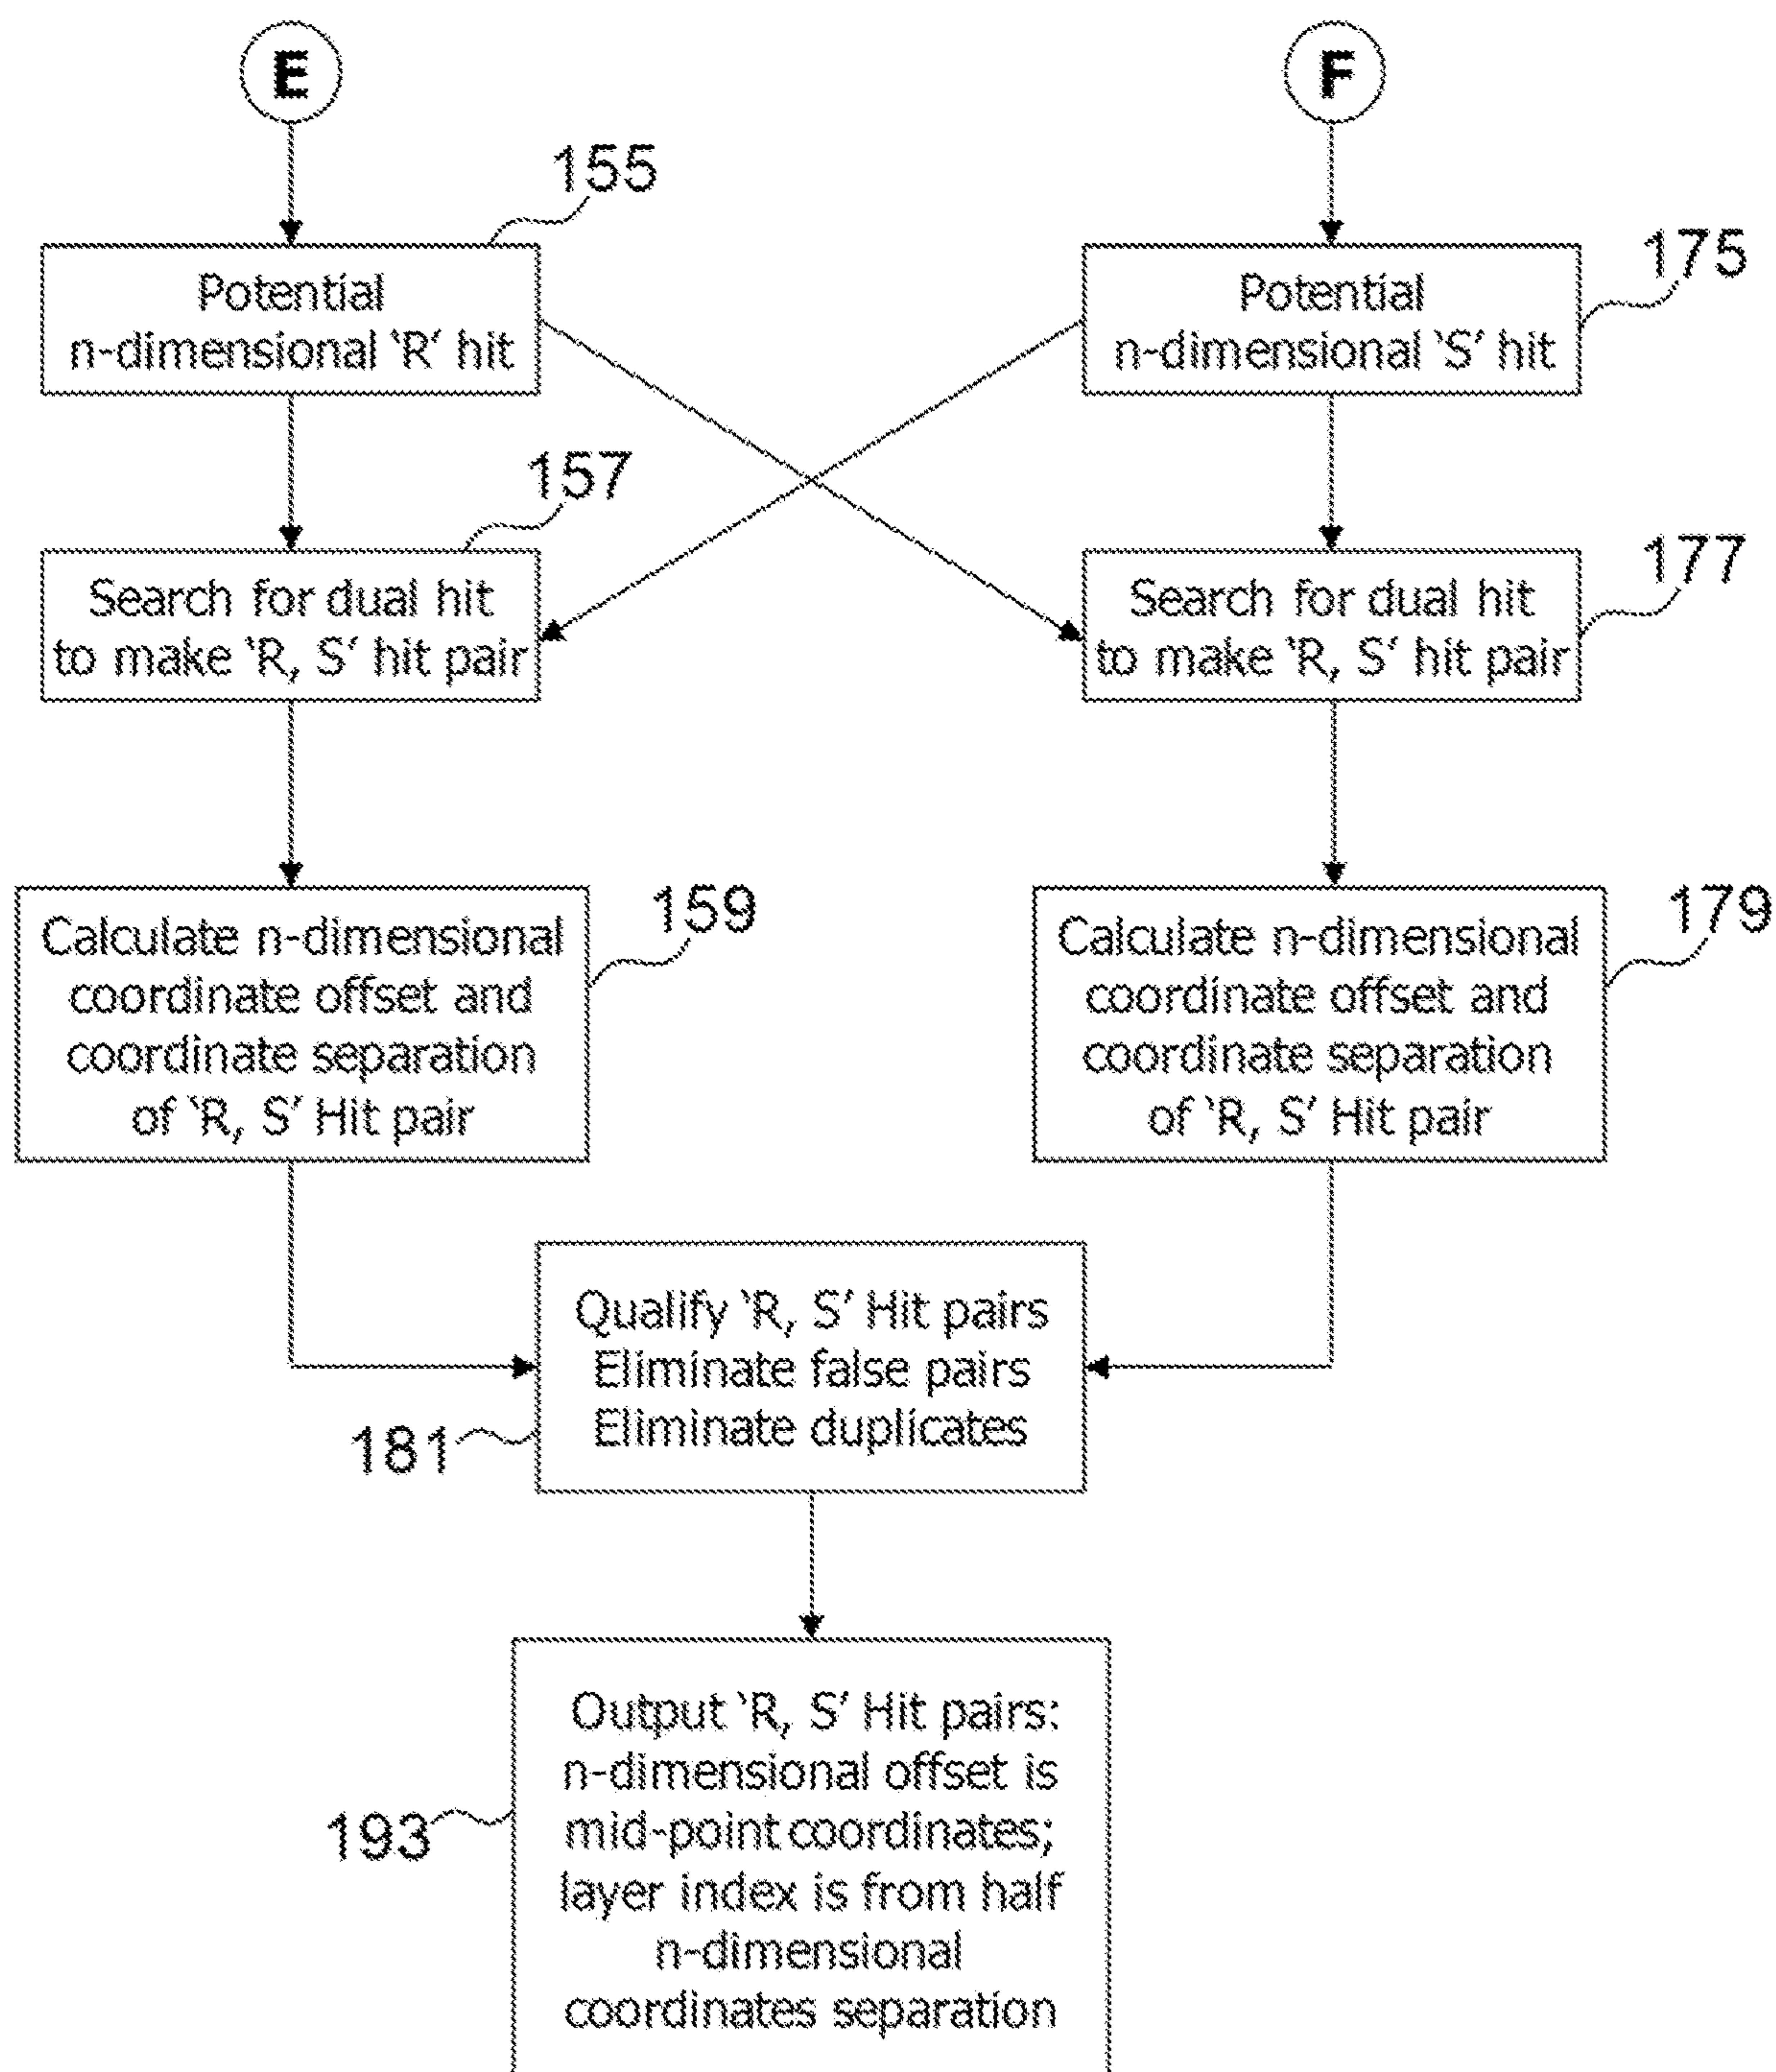 E
F
155
Potential
n-dimensional ‘R’ hit
175
Potential
n-dimensional ‘S’ hit
157
Search for dual hit
to make ‘R, S’ hit pair
177
Search for dual hit
to make ‘R, S’ hit pair
159
Calculate n-dimensional
coordinate offset and
coordinate separation
of ‘R, S’ Hit pair
179
Calculate n-dimensional
coordinate offset and
coordinate separation
of ‘R, S’ Hit pair
181
Qualify ‘R, S’ Hit pairs
Eliminate false pairs
Eliminate duplicates
193
Output ‘R, S’ Hit pairs:
n-dimensional offset is
mid-point coordinates;
layer index is from half
n-dimensional
coordinates separation